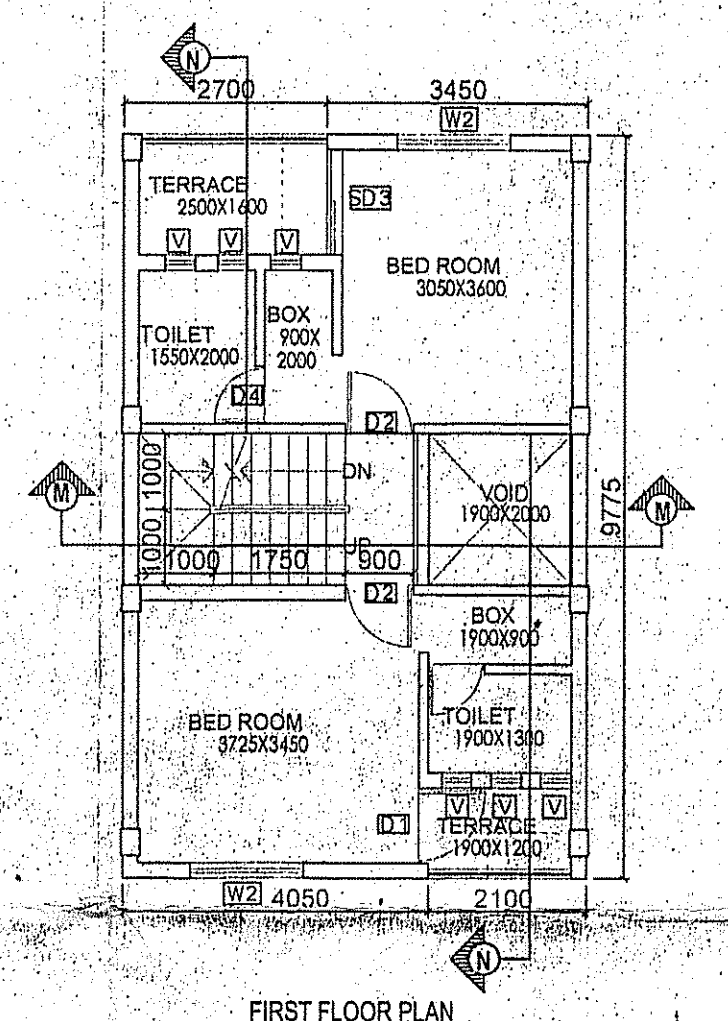 N
2700
3450
W2
TERRACE
2500X1600
SD3
V
V
V
BED ROOM
3050X3600
TOILET
1550X2000
BOX
900X
2000
D4
D2
1000
1000
DN
UP
VOID
1900X2000
M
M
9775
1000
1750
900
D2
BOX
1900X900
BED ROOM
3725X3450
TOILET
1900X1300
V
V
V
D1
TERRACE
1900X1200
W2
4050
2100
N
FIRST FLOOR PLAN